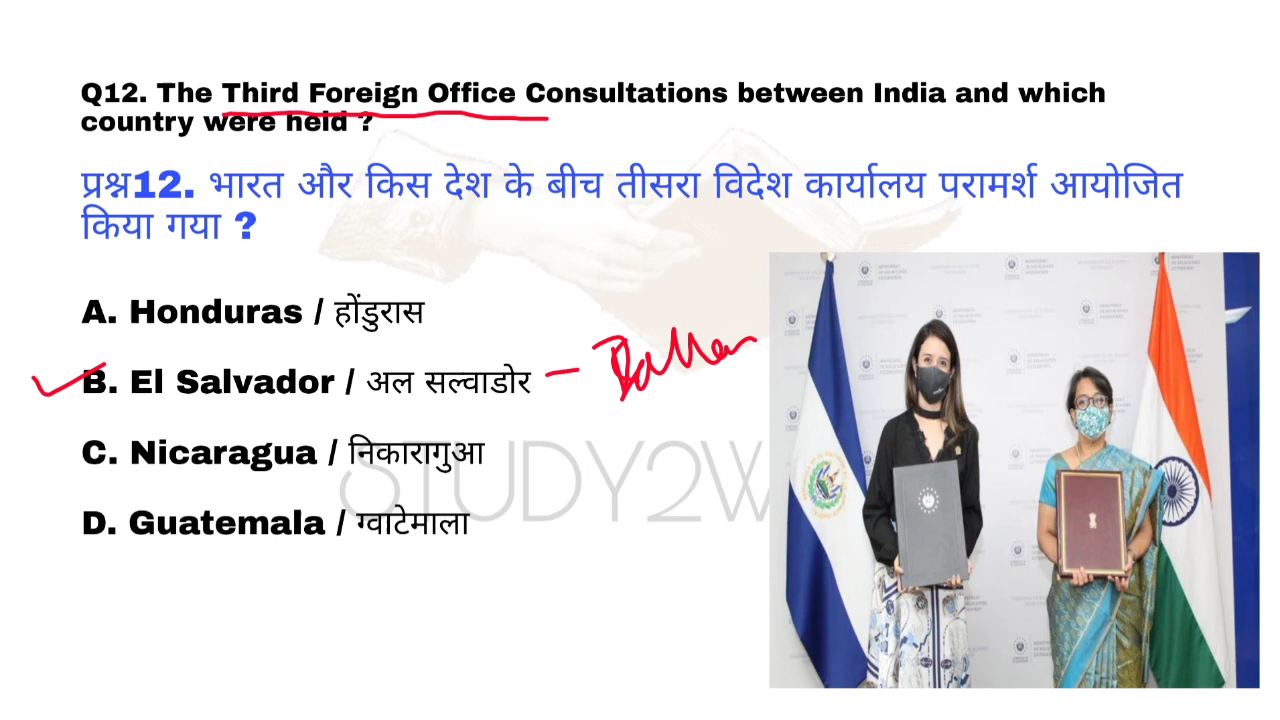 Q12. The Third Foreign Office Consultations between India and which
country were held ?
प्रश्न12. भारत और किस देश के बीच तीसरा विदेश कार्यालय परामर्श आयोजित
किया गया ?
A. Honduras / होंडुरास
B. El Salvador / अल सल्वाडोर –
C. Nicaragua / निकारागुआ
STUDY2W
D. Guatemala / ग्वाटेमाला